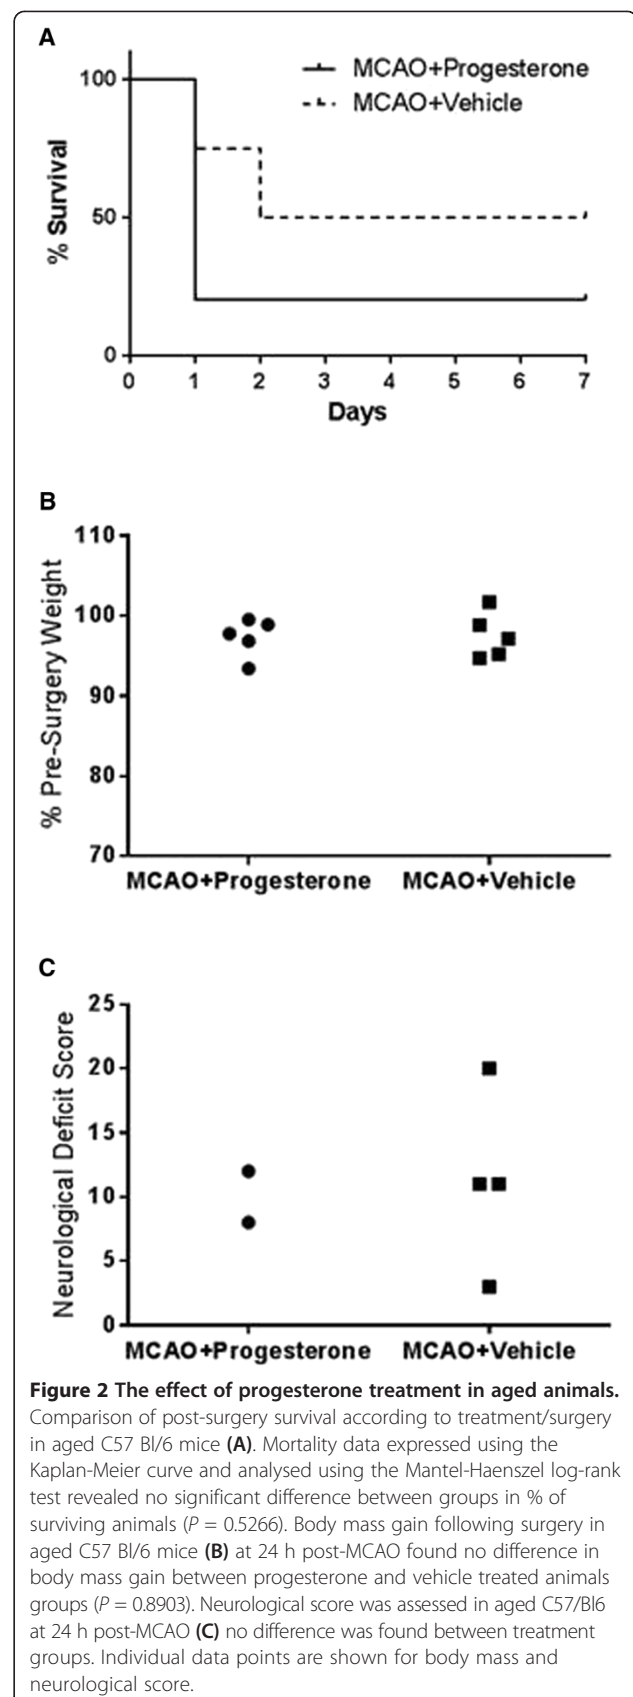 A
MCAO+Progesterone
MCAO+Vehicle
% Survival
100
50
0
0 1 2 3 4 5 6 7
Days
B
% Pre-Surgery Weight
110
100
90
80
70
MCAO+Progesterone MCAO+Vehicle
C
Neurological Deficit Score
25
20
15
10
5
0
MCAO+Progesterone MCAO+Vehicle
Figure 2 The effect of progesterone treatment in aged animals.
Comparison of post-surgery survival according to treatment/surgery
in aged C57 Bl/6 mice (A). Mortality data expressed using the
Kaplan-Meier curve and analysed using the Mantel-Haenszel log-rank
test revealed no significant difference between groups in % of
surviving animals (P = 0.5266). Body mass gain following surgery in
aged C57 Bl/6 mice (B) at 24 h post-MCAO found no difference in
body mass gain between progesterone and vehicle treated animals
groups (P = 0.8903). Neurological score was assessed in aged C57/Bl6
at 24 h post-MCAO (C) no difference was found between treatment
groups. Individual data points are shown for body mass and
neurological score.